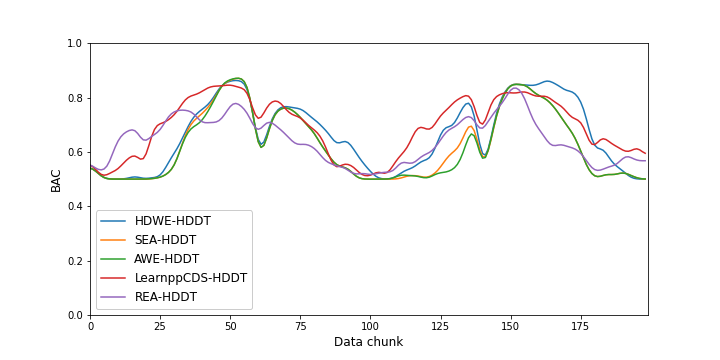 1.0
0.8
0.6
0.4
0.2
0.0
BAC
HDWE-HDDT
SEA-HDDT
AWE-HDDT
LearnppCDS-HDDT
REA-HDDT
0 25 50 75 100 125 150 175
Data chunk